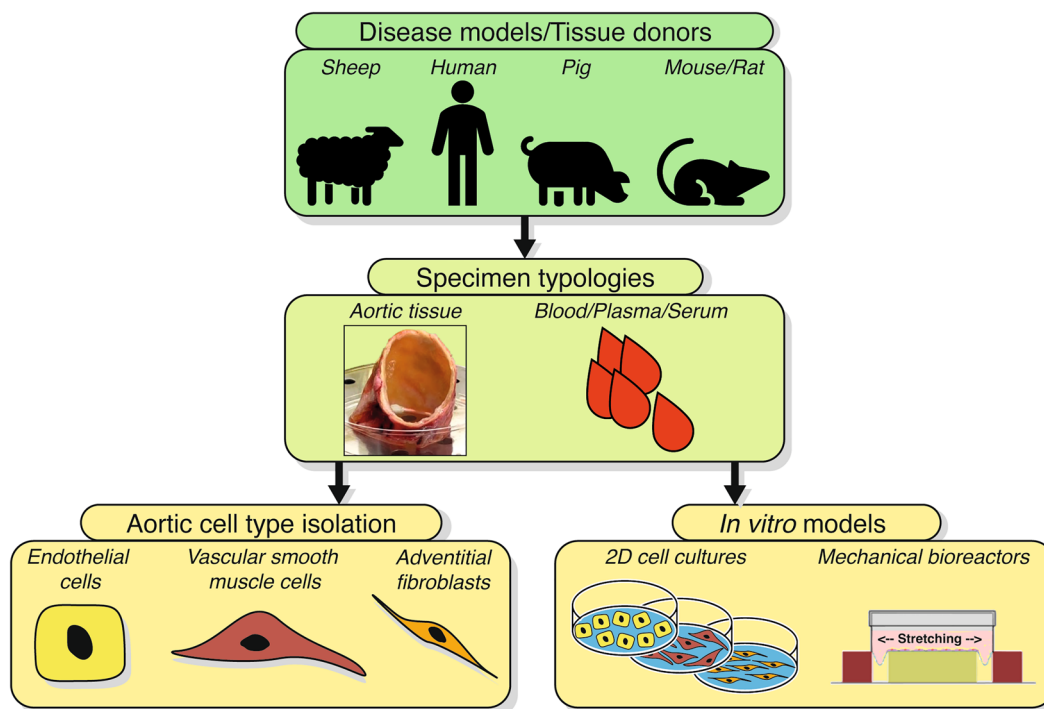 Disease models/Tissue donors
Sheep
Human
Pig
Mouse/Rat
Specimen typologies
Aortic tissue
Blood/Plasma/Serum
Aortic cell type isolation
Endothelial
cells
Vascular smooth
muscle cells
Adventitial
fibroblasts
In vitro models
2D cell cultures
Mechanical bioreactors
<-- Stretching -->